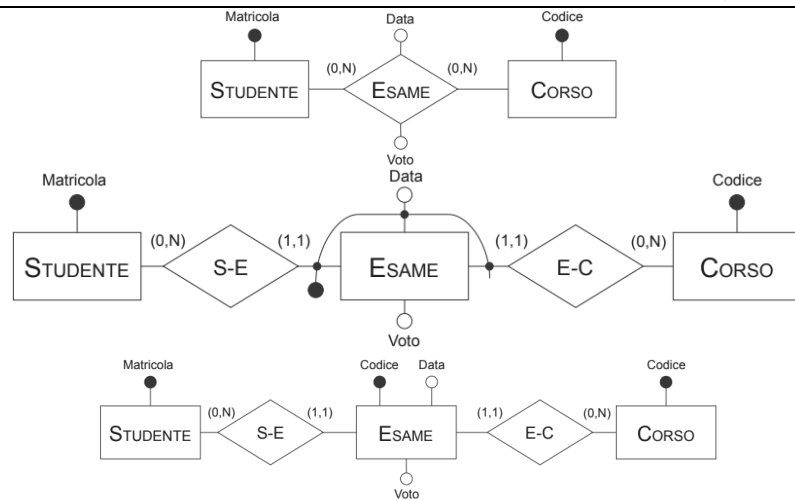 Matricola Data Codice
(0,N) (0,N)
STUDENTE ESAME CORSO
Voto
Matricola Data Codice
(0,N) (1,1) (1,1) (0,N)
STUDENTE S-E ESAME E-C CORSO
Voto
Matricola Codice Data Codice
(0,N) (1,1) (1,1) (0,N)
STUDENTE S-E ESAME E-C CORSO
Voto